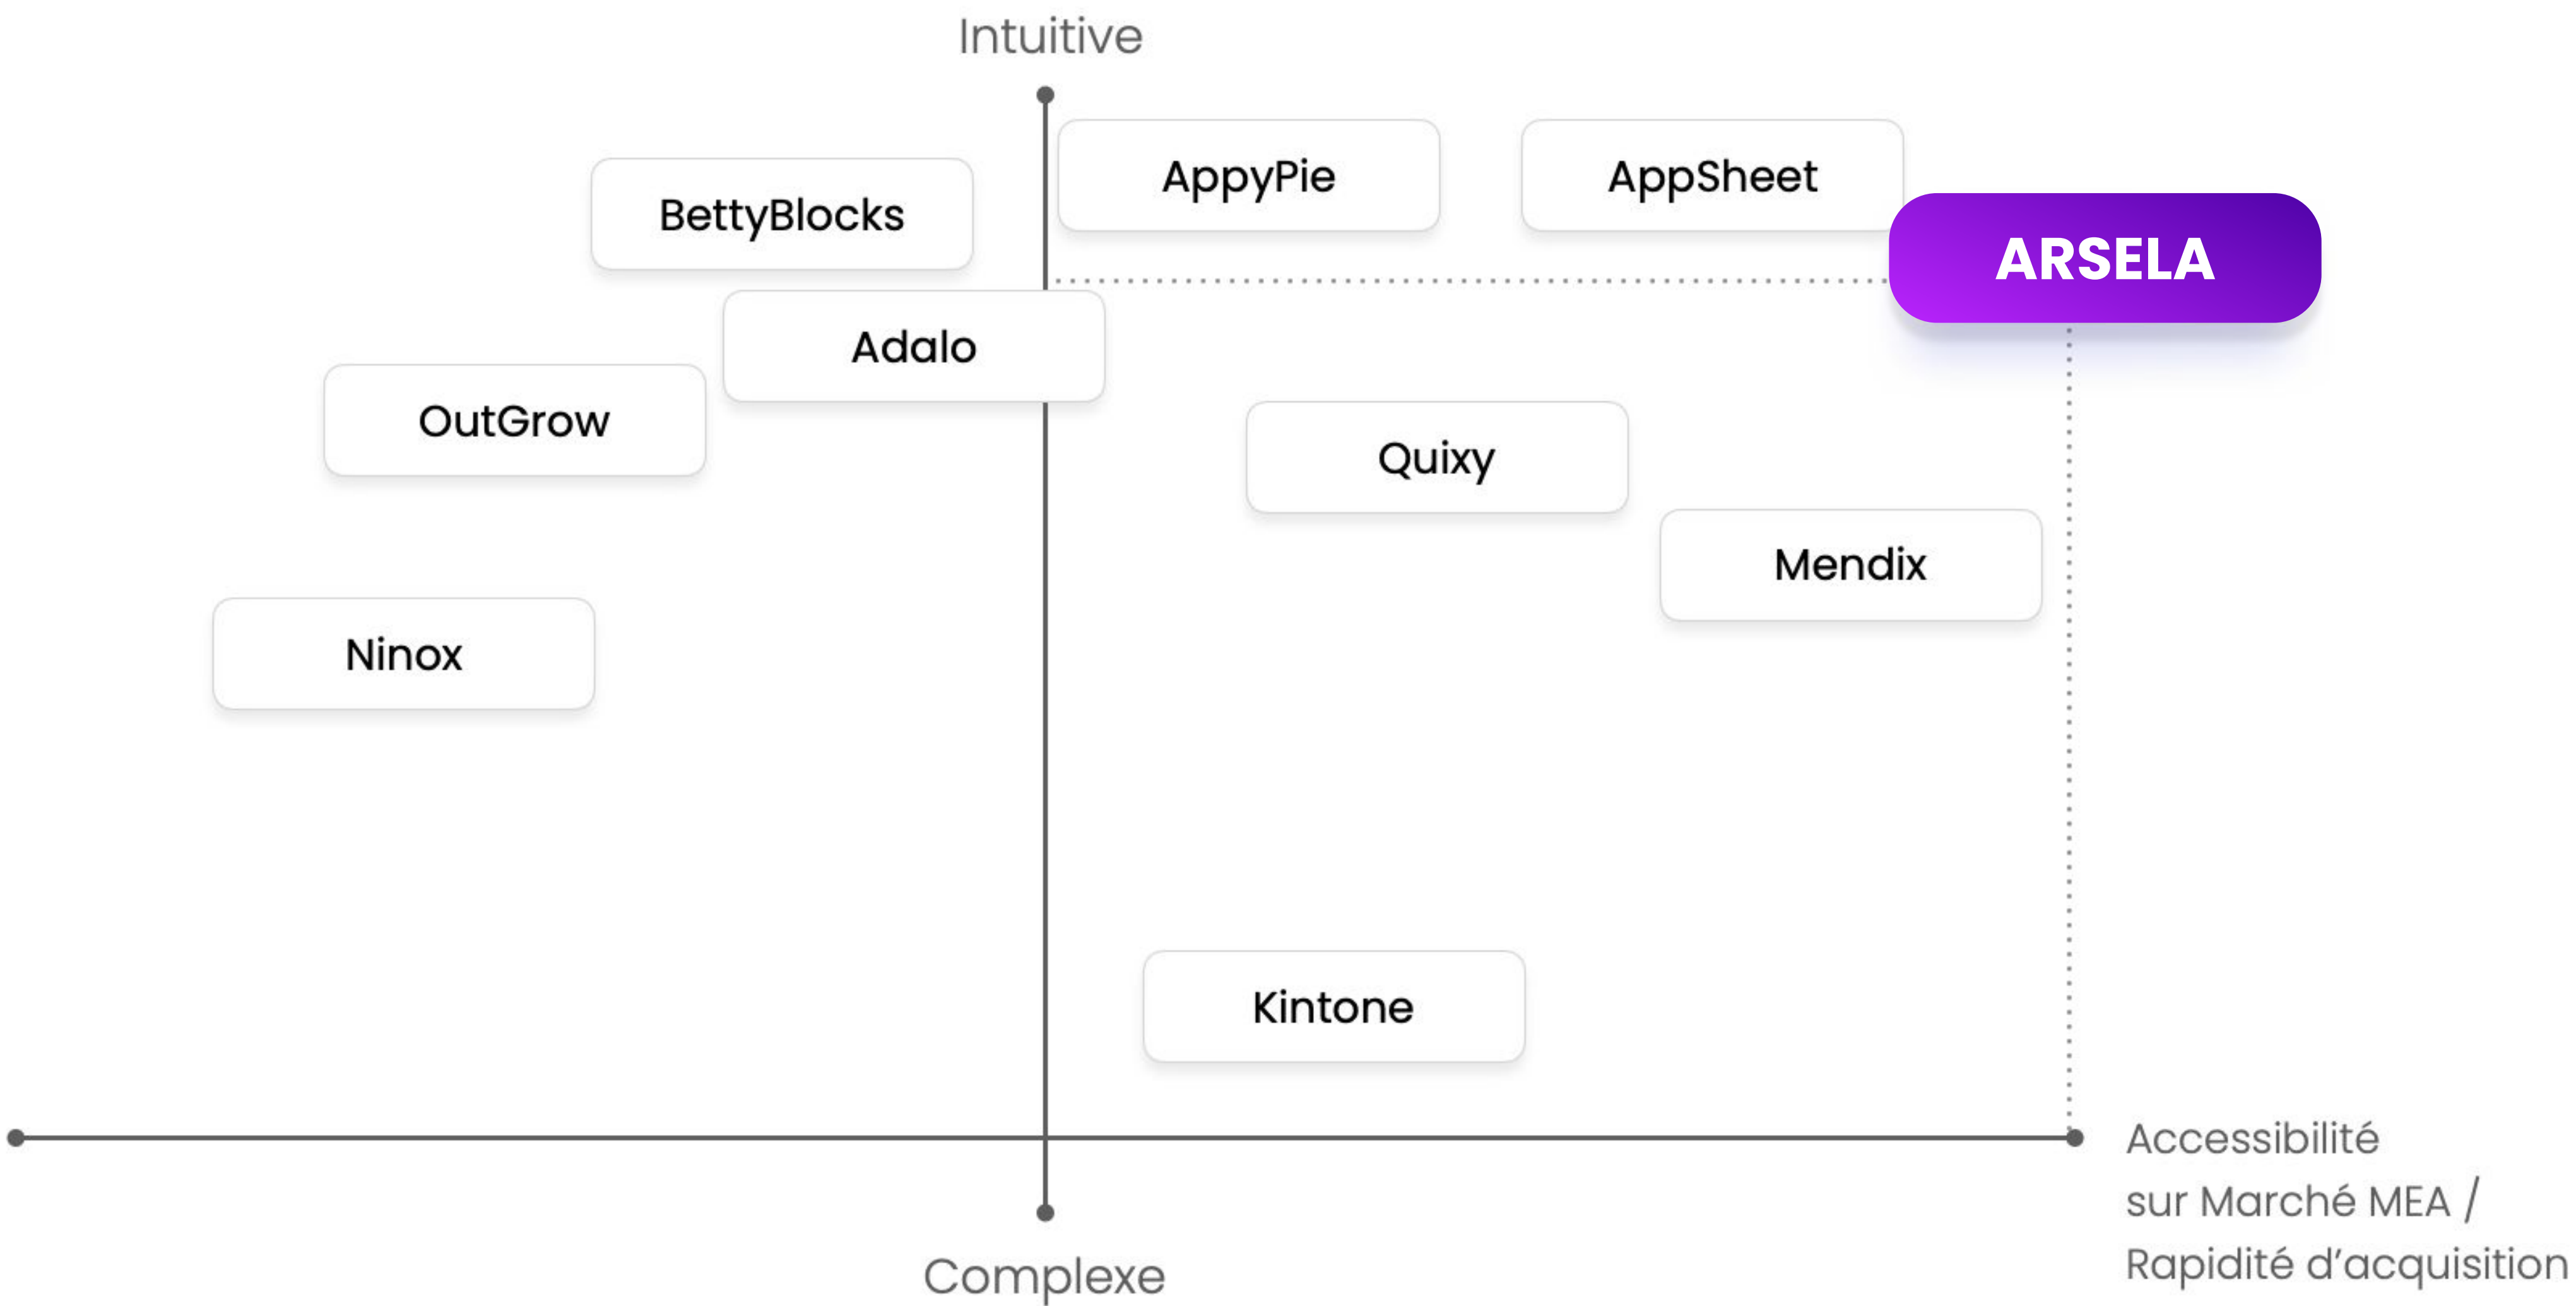 Intuitive
AppyPie
AppSheet
BettyBlocks
ARSELA
Adalo
OutGrow
Quixy
Mendix
Ninox
Kintone
Accessibilité
sur Marché MEA /
Rapidité d’acquisition
Complexe